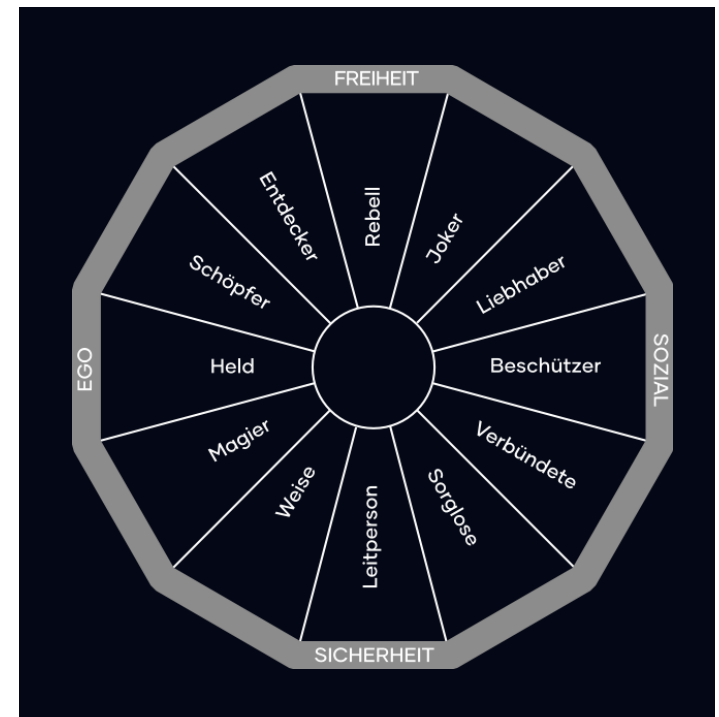 FREIHEIT
Rebell
Joker
Liebhaber
Beschützer
SOZIAL
Verbündete
Sorglose
Leitperson
SICHERHEIT
Weise
Magier
Held
EGO
Schöpfer
Entdecker